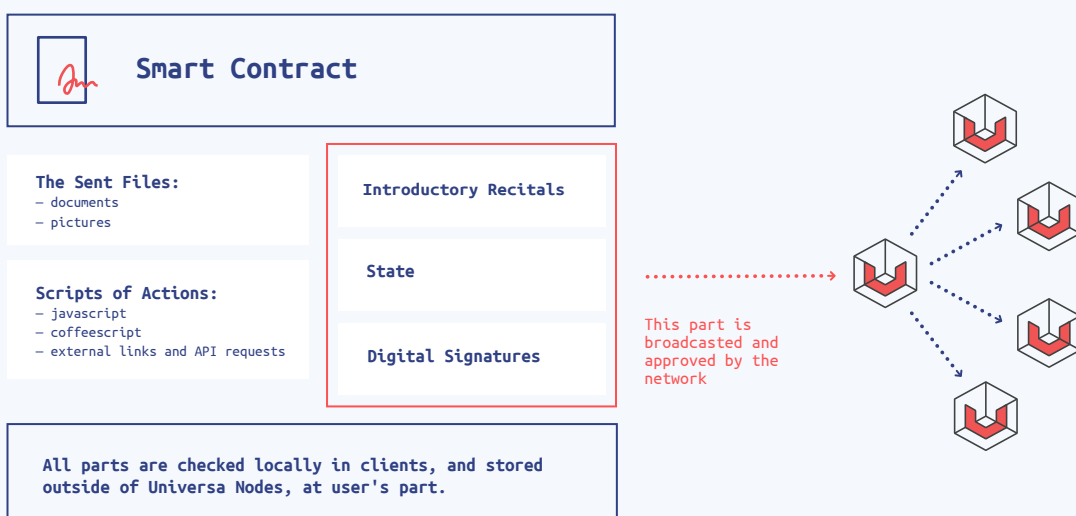 Smart Contract
The Sent Files:
— documents
— pictures
Scripts of Actions:
— javascript
— coffeescript
— external links and API requests
Introductory Recitals
State
Digital Signatures
This part is
broadcasted and
approved by the
network
All parts are checked locally in clients, and stored
outside of Universa Nodes, at user's part.